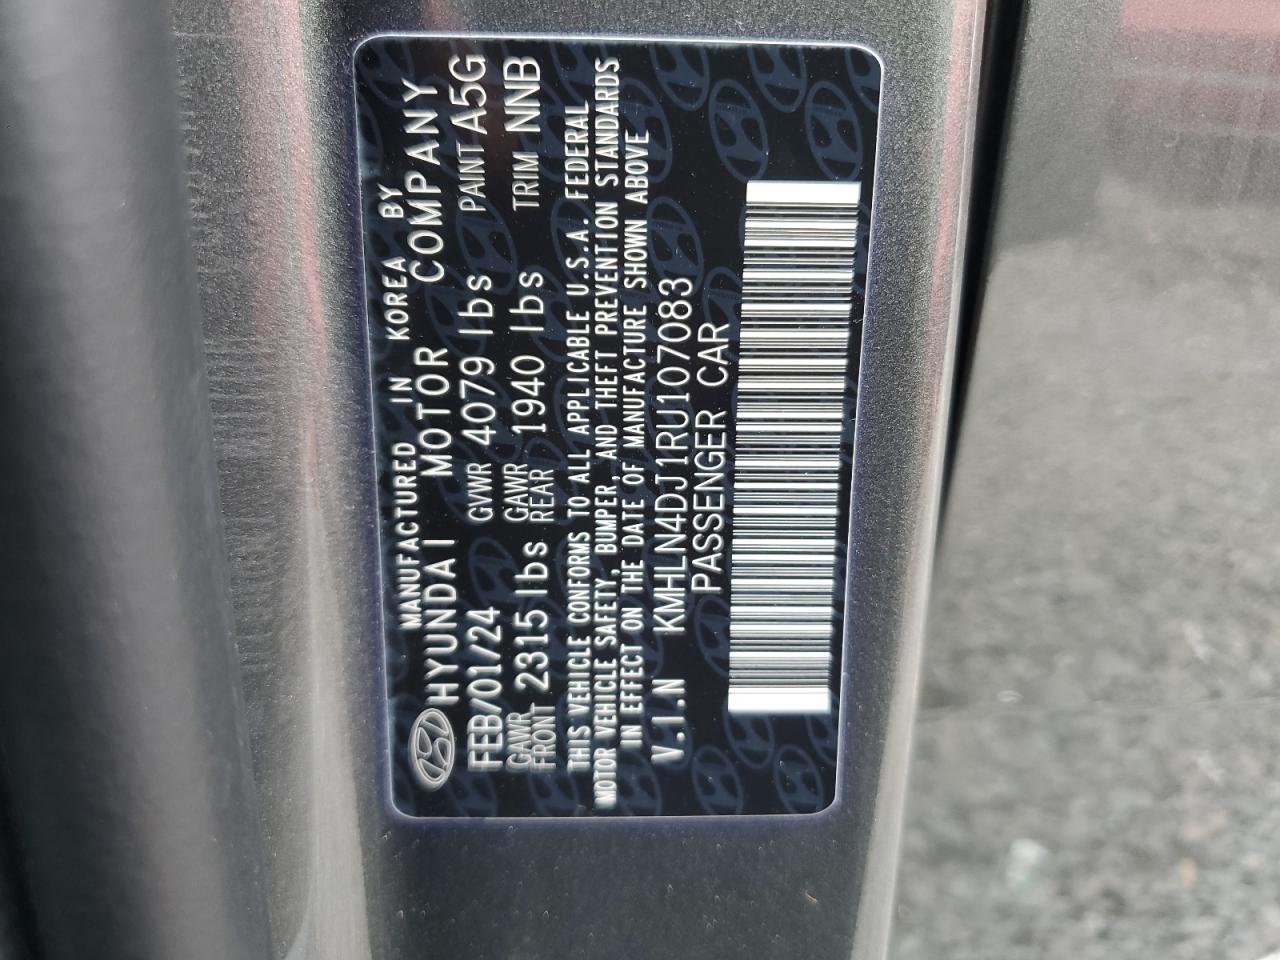 MANUFACTURED IN KOREA BY
HYUNDAI MOTOR COMPANY
FEB/01/24 GVWR 4079 lbs PAINT A5G
GAWR FRONT 2315 lbs GAWR REAR 1940 lbs TRIM NNB
THIS VEHICLE CONFORMS TO ALL APPLICABLE U.S.A. FEDERAL
MOTOR VEHICLE SAFETY, BUMPER, AND THEFT PREVENTION STANDARDS
IN EFFECT ON THE DATE OF MANUFACTURE SHOWN ABOVE
V.I.N KMHLN4DJ1RU107083
PASSENGER CAR